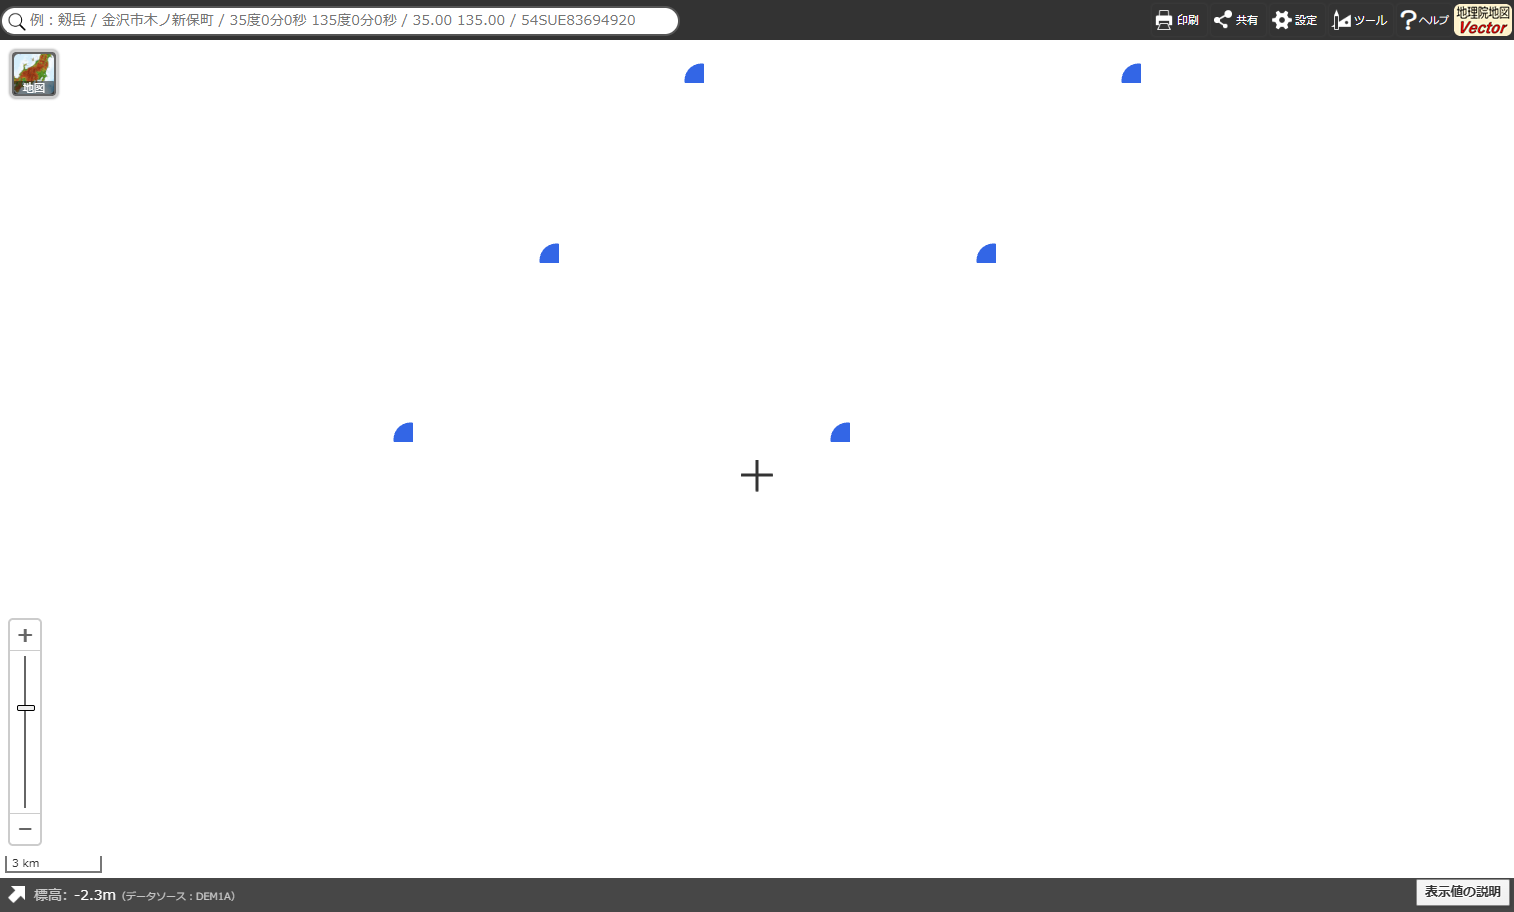 例：剱岳 / 金沢市木ノ新保町 / 35度0分0秒 135度0分0秒 / 35.00 135.00 / 54SUE83694920
印刷
共有
設定
ツール
ヘルプ
地理院地図
Vector
地図
+
−
3 km
標高: -2.3m（データソース：DEM1A）
表示値の説明